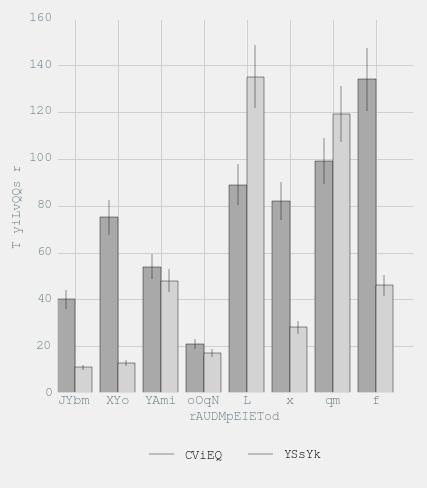 160
140
120
100
80
60
40
20
0
T yiLvQQs r
JYbm XYo YAmi oOqN L x qm f
rAUDMpEIETod
CViEQ YSsYk